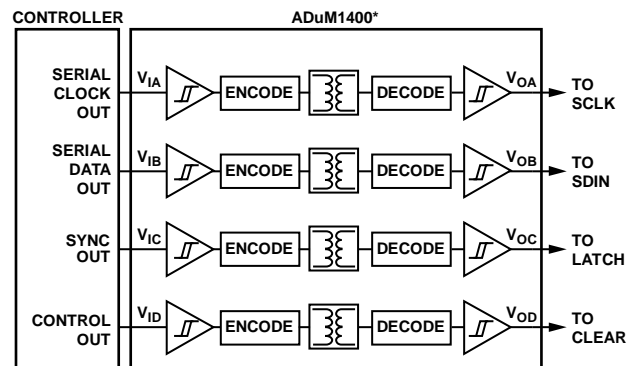 CONTROLLER
ADuM1400*
SERIAL
CLOCK
OUT
VIA
ENCODE
DECODE
VOA
TO
SCLK
SERIAL
DATA
OUT
VIB
ENCODE
DECODE
VOB
TO
SDIN
SYNC
OUT
VIC
ENCODE
DECODE
VOC
TO
LATCH
CONTROL
OUT
VID
ENCODE
DECODE
VOD
TO
CLEAR